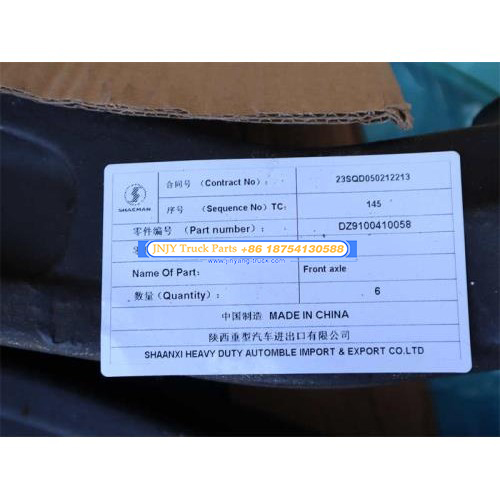 合同号 (Contract No) : 23SQD050212213
SHACMAN
序号 (Sequence No) TC: 145
零件编号 (Part number) : DZ9100410058
JNJY Truck Parts +86 18754130588
www.jinyang-truck.com
Name Of Part: Front axle
数量 (Quantity) : 6
中国制造 MADE IN CHINA
陕西重型汽车进出口有限公司
SHAANXI HEAVY DUTY AUTOMBLE IMPORT & EXPORT CO.LTD